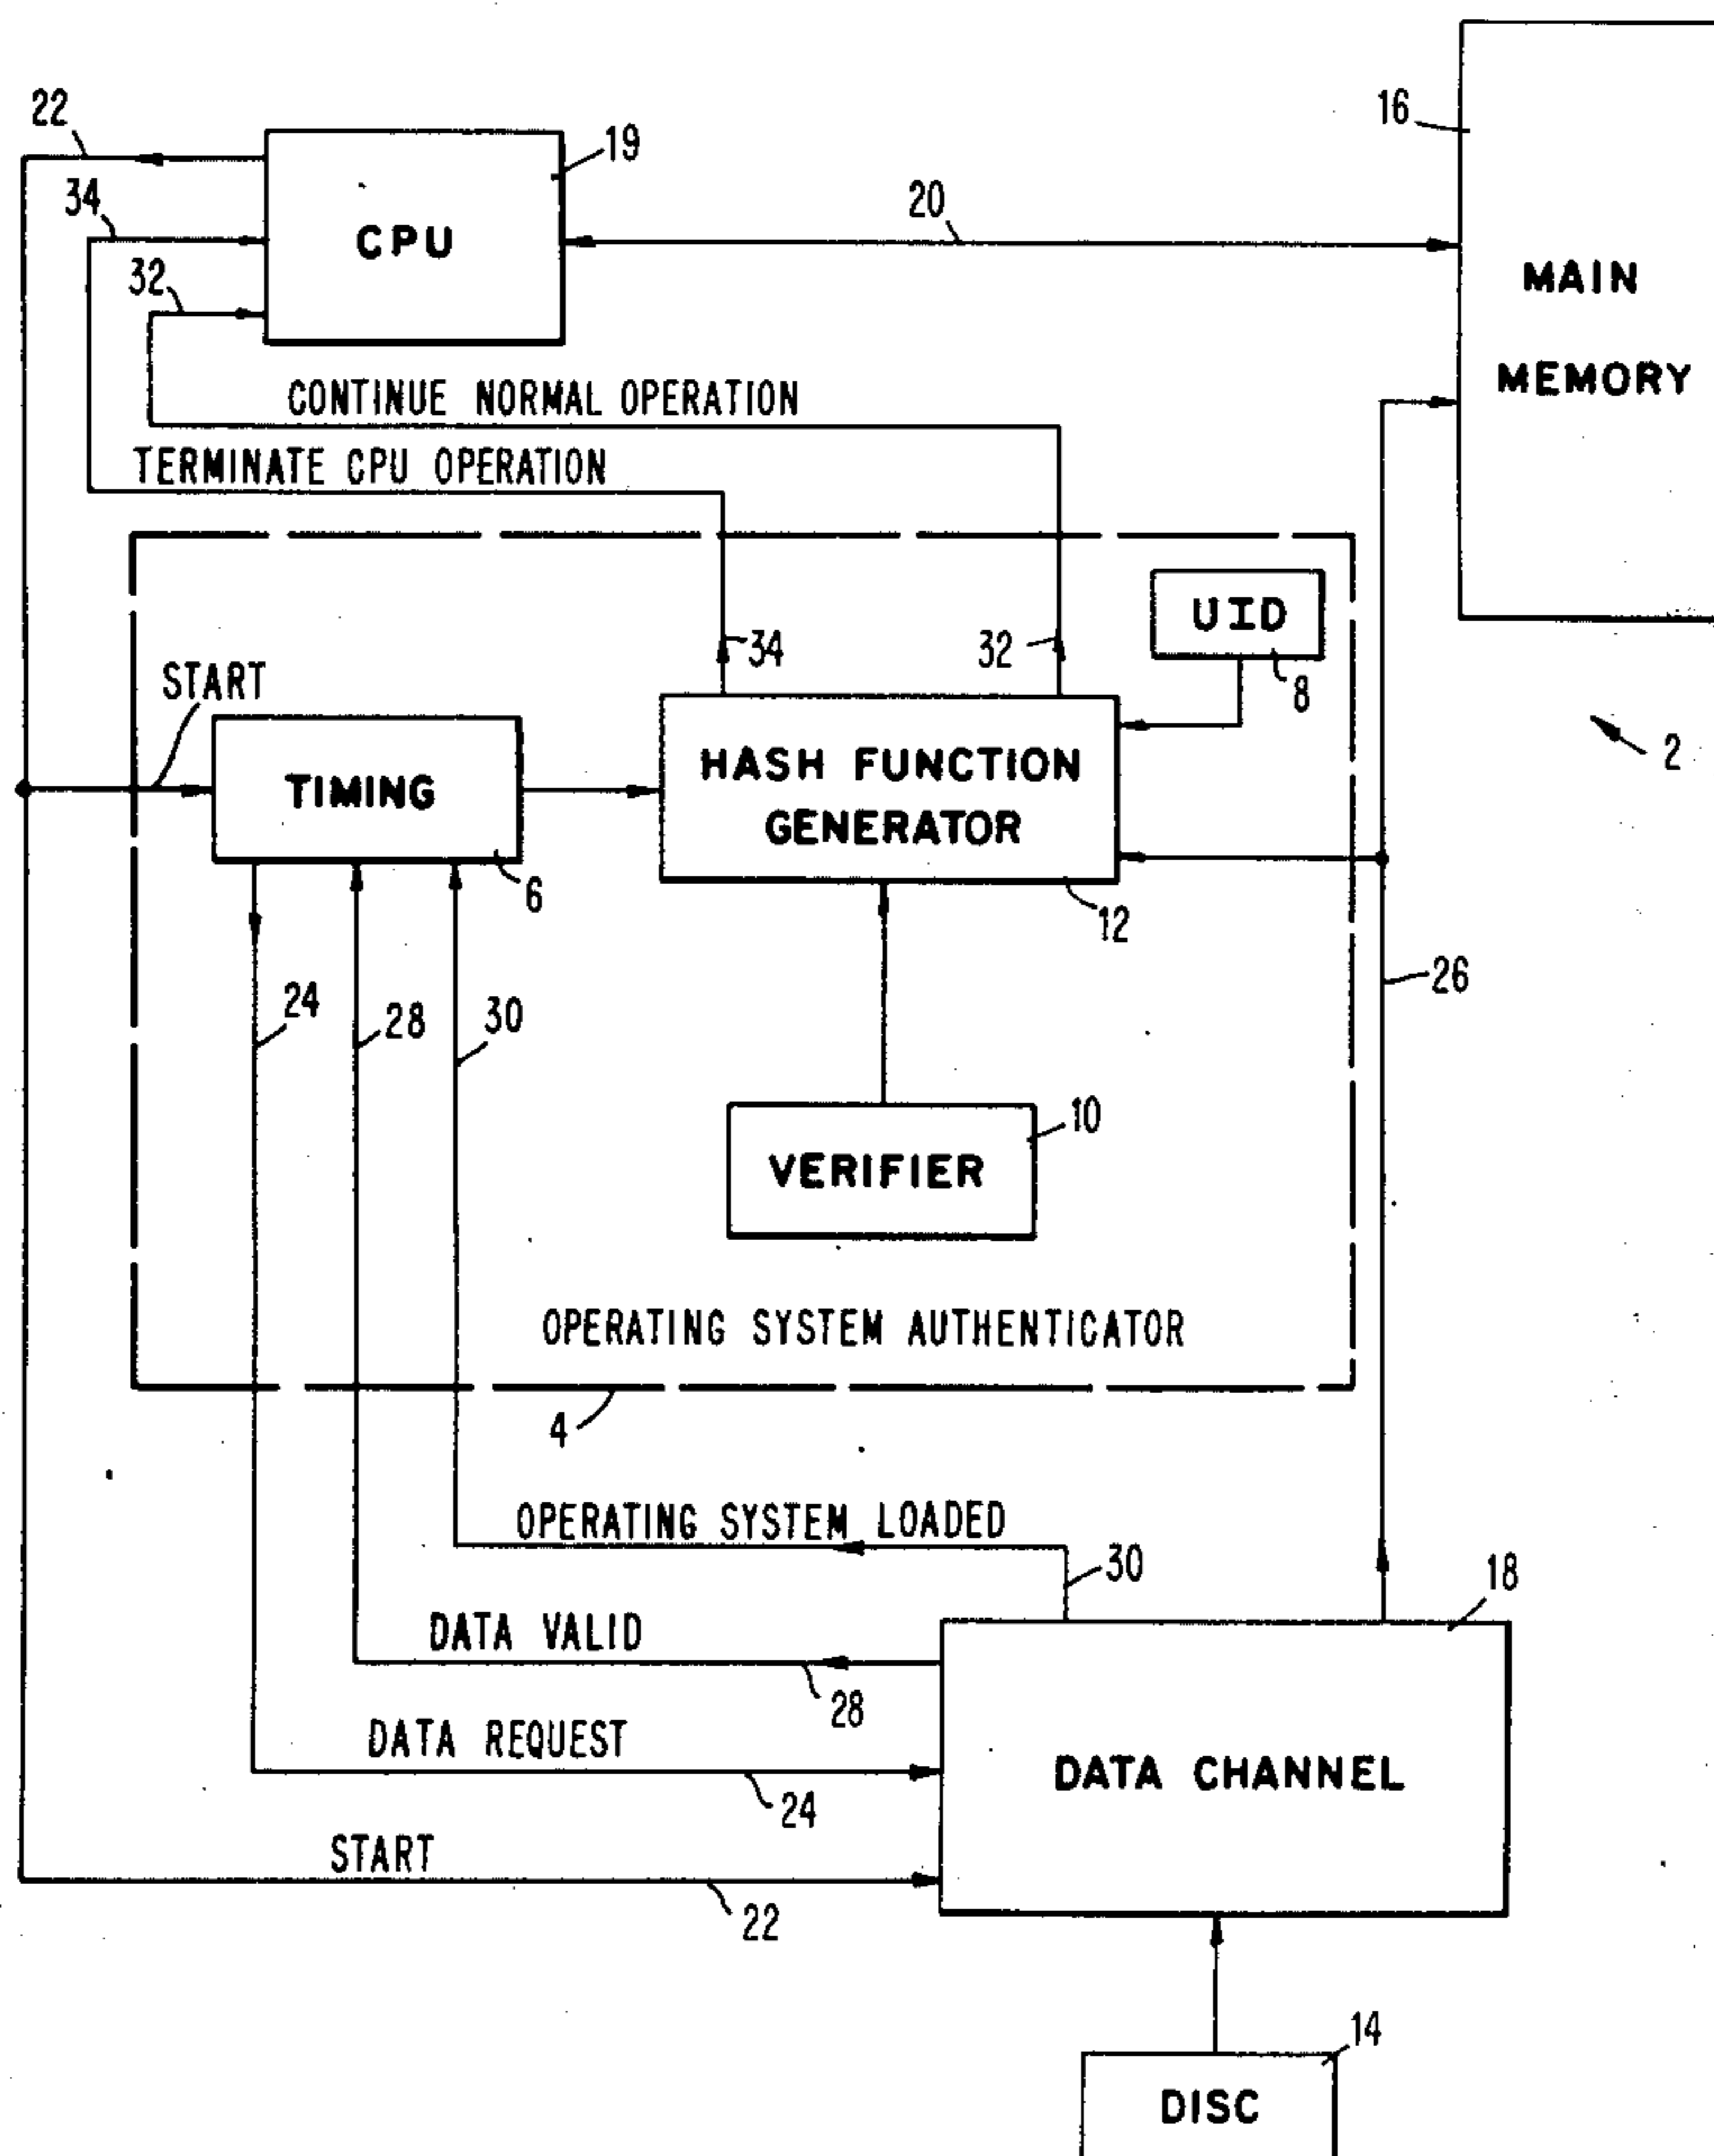 22
19
16
34
CPU
20
MAIN
32
MEMORY
CONTINUE NORMAL OPERATION
TERMINATE CPU OPERATION
UID
34
32
8
START
2
TIMING
HASH FUNCTION
GENERATOR
6
12
26
24
28
30
10
VERIFIER
OPERATING SYSTEM AUTHENTICATOR
4
OPERATING SYSTEM LOADED
30
18
DATA VALID
28
DATA REQUEST
DATA CHANNEL
24
START
22
14
DISC